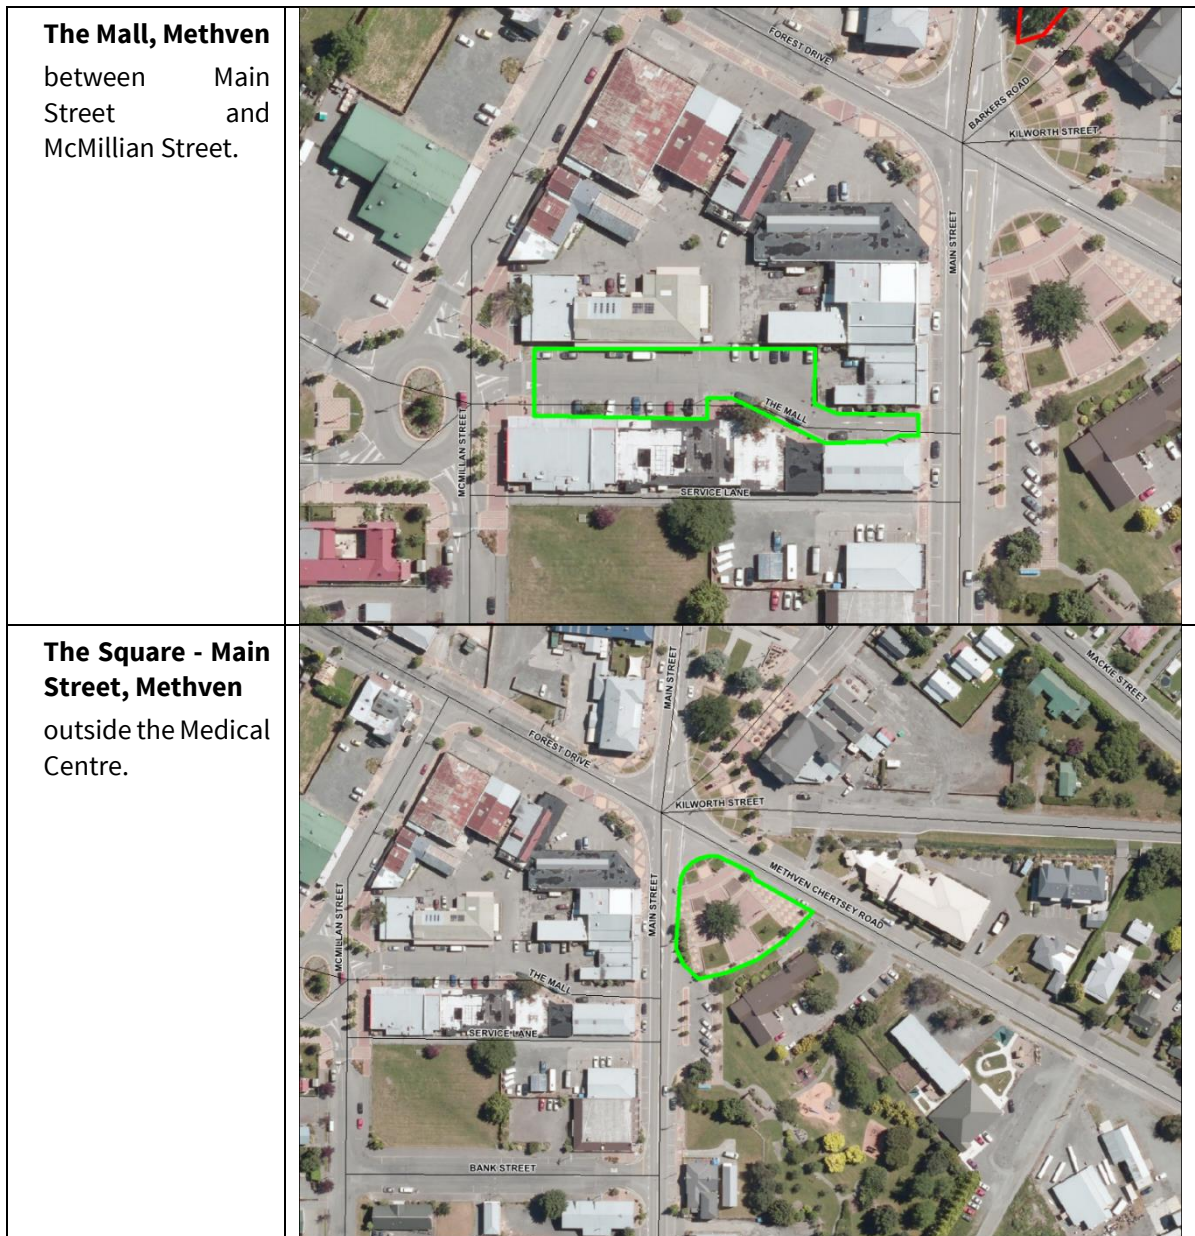 The Mall, Methven
between Main
Street and
McMillian Street.
FOREST DRIVE
BARKERS ROAD
KILWORTH STREET
MAIN STREET
THE MALL
MCMILLAN STREET
SERVICE LANE
The Square - Main
Street, Methven
outside the Medical
Centre.
MAIN STREET
MACKIE STREET
FOREST DRIVE
KILWORTH STREET
METHVEN CHERTSEY ROAD
MAIN STREET
MCMILLAN STREET
THE MALL
SERVICE LANE
BANK STREET